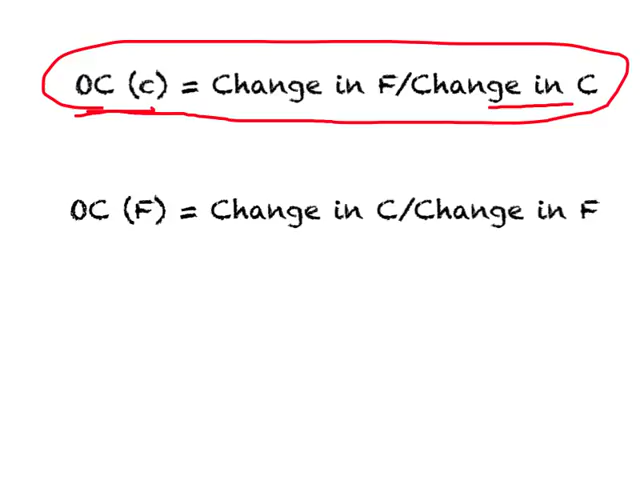 OC (c) = Change in F/Change in C
OC (F) = Change in C/Change in F